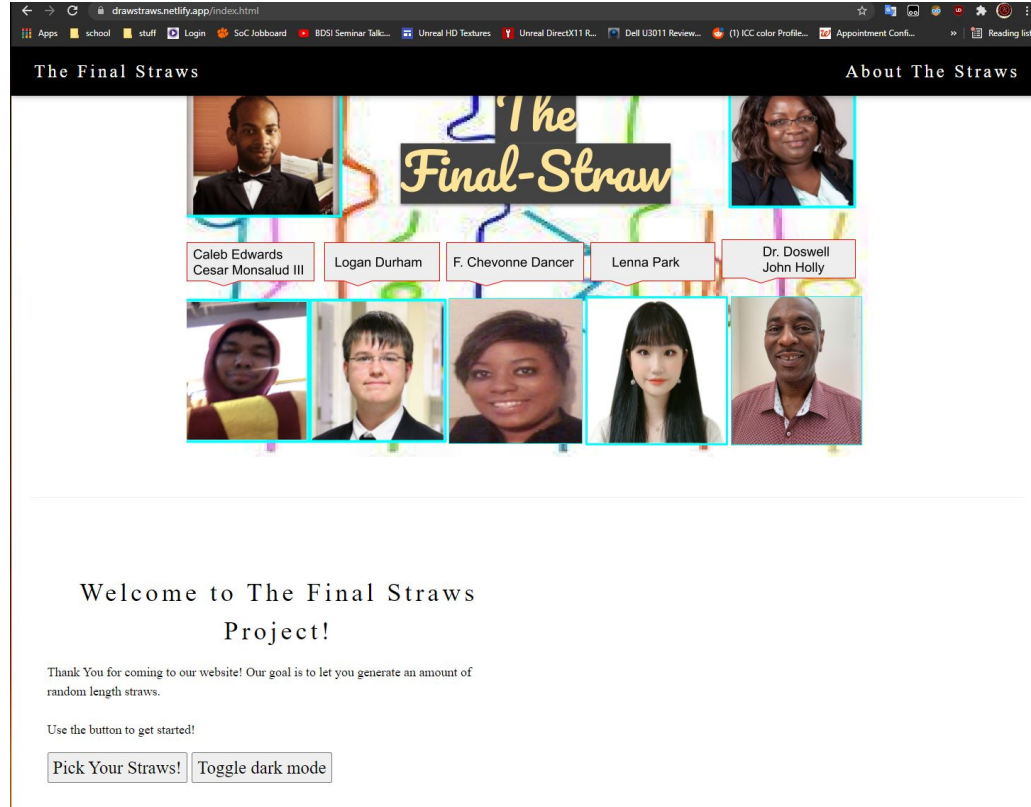 drawstraws.netlify.app/index.html
Apps school stuff Login SoC Jobboard BDSI Seminar Talk:... Unreal HD Textures Unreal DirectX11 R... Dell U3011 Review... (1) ICC color Profile... Appointment Confi... » Reading list
The Final Straws About The Straws
The
Final-Straw
Caleb Edwards
Cesar Monsalud III
Logan Durham
F. Chevonne Dancer
Lenna Park
Dr. Doswell
John Holly
Welcome to The Final Straws
Project!
Thank You for coming to our website! Our goal is to let you generate an amount of
random length straws.
Use the button to get started!
Pick Your Straws! Toggle dark mode